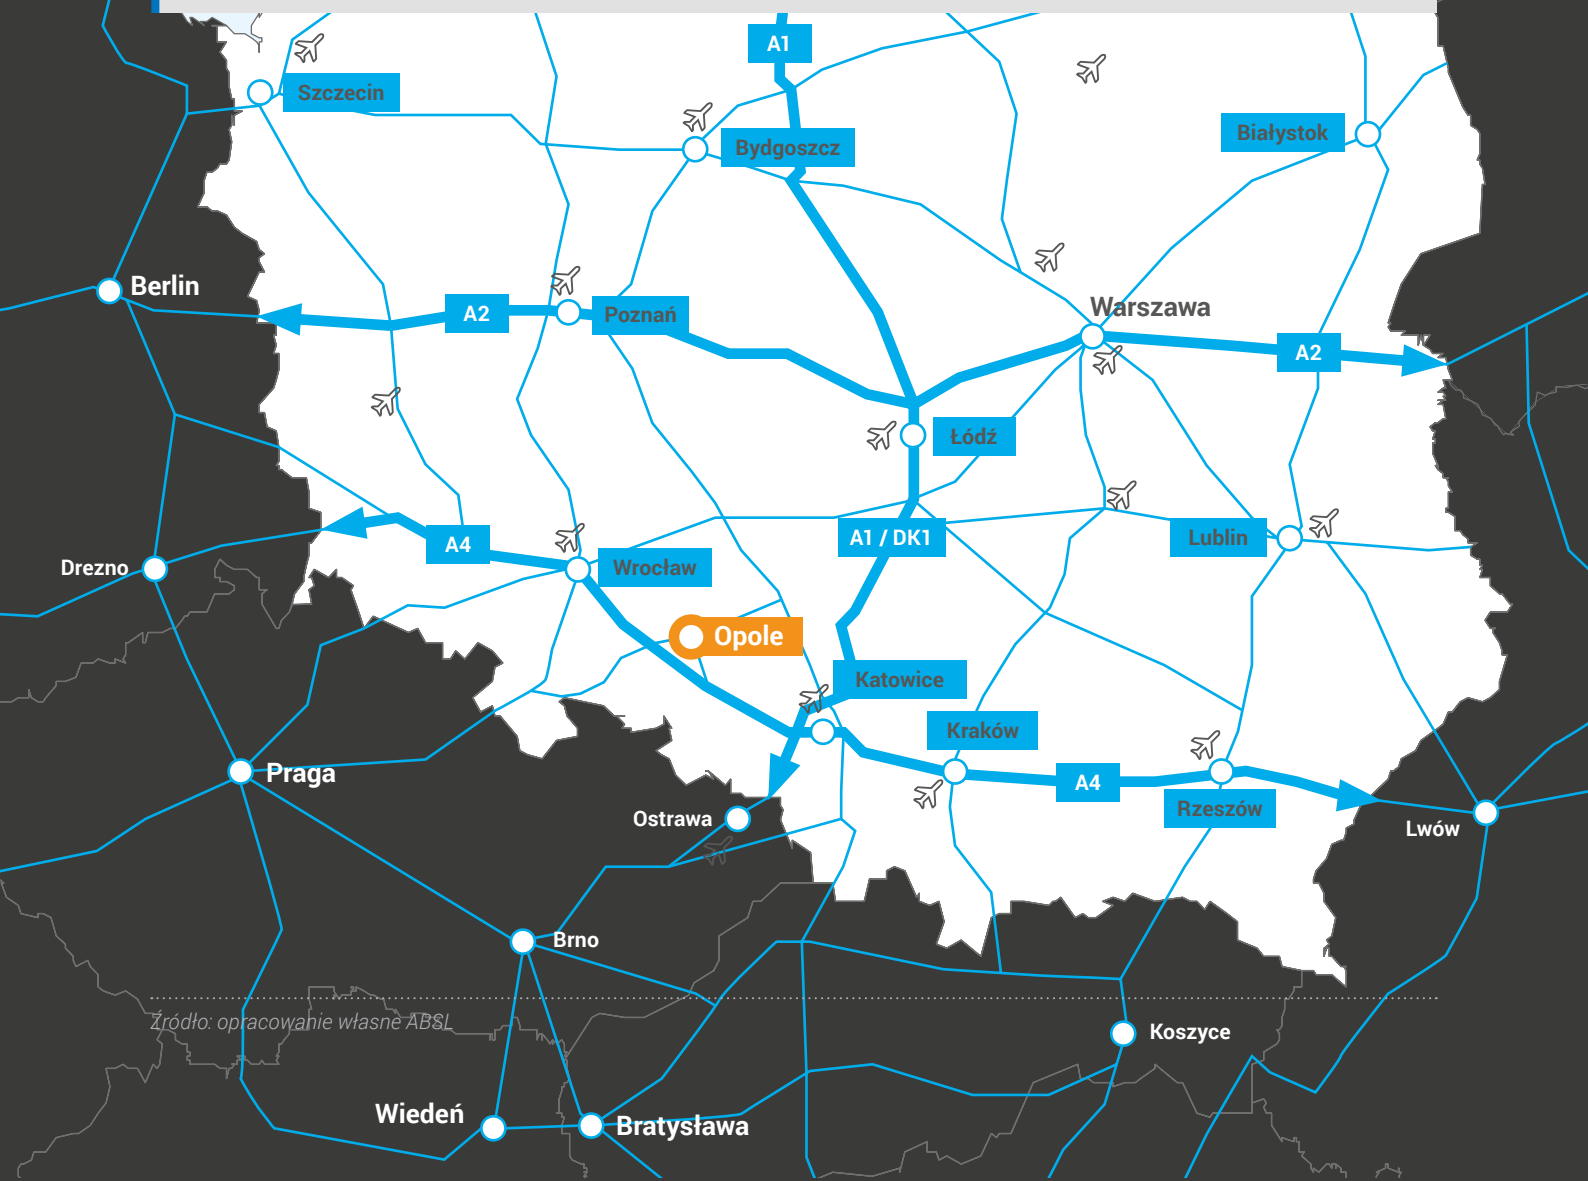 A1
Szczecin
Białystok
Bydgoszcz
Berlin
Warszawa
A2
Poznań
A2
Łódź
A1 / DK1
Lublin
A4
Drezno
Wrocław
Opole
Katowice
Kraków
Praga
A4
Rzeszów
Ostrawa
Lwów
Brno
Źródło: opracowanie własne ABSL
Koszyce
Wiedeń
Bratysława